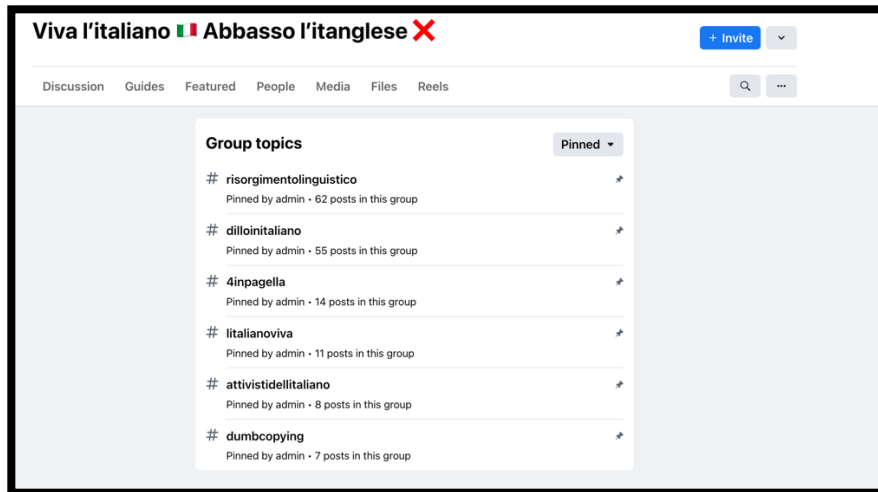 Viva l’italiano 🇮🇹 Abbasso l’itanglese ❌
+ Invite
Discussion Guides Featured People Media Files Reels
Group topics
Pinned
# risorgimentolinguistico
Pinned by admin • 62 posts in this group
# dilloinitaliano
Pinned by admin • 55 posts in this group
# 4inpagella
Pinned by admin • 14 posts in this group
# litalianoviva
Pinned by admin • 11 posts in this group
# attivistidellitaliano
Pinned by admin • 8 posts in this group
# dumbcopying
Pinned by admin • 7 posts in this group